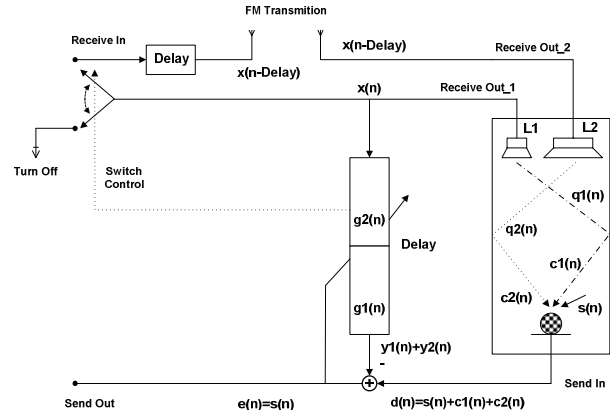 FM Transmition
Receive In
Delay
x(n-Delay)
x(n-Delay)
Receive Out_2
x(n)
Receive Out_1
L1
L2
Turn Off
Switch
Control
g2(n)
Delay
g1(n)
q1(n)
q2(n)
c1(n)
c2(n)
s(n)
y1(n)+y2(n)
-
+
Send In
Send Out
e(n)=s(n)
d(n)=s(n)+c1(n)+c2(n)